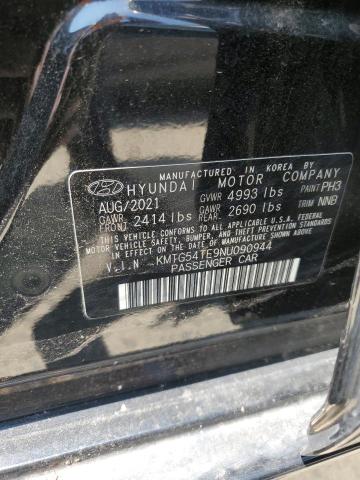 MANUFACTURED IN KOREA BY
HYUNDAI MOTOR COMPANY
AUG/2021 GVWR 4993 lbs PAINT PH3
GAWR FRT. 2414 lbs GAWR REAR. 2690 lbs TRIM NNB
THIS VEHICLE CONFORMS TO ALL APPLICABLE U.S.A. FEDERAL
MOTOR VEHICLE SAFETY, BUMPER, AND THEFT PREVENTION
STANDARDS IN EFFECT ON THE DATE OF MANUFACTURE SHOWN ABOVE.
V.I.N. KMTG54TE9NU090944
PASSENGER CAR